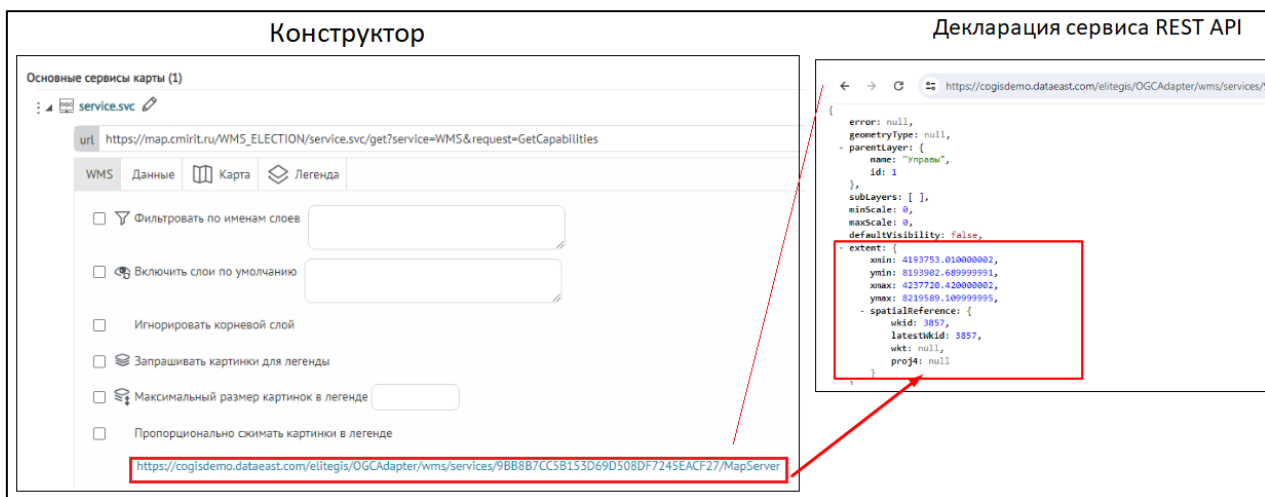 Конструктор
Основные сервисы карты (1)
service.svc
url https://map.cmirit.ru/WMS_ELECTION/service.svc/get?service=WMS&request=GetCapabilities
WMS Данные Карта Легенда
Фильтровать по именам слоев
Включить слои по умолчанию
Игнорировать корневой слой
Запрашивать картинки для легенды
Максимальный размер картинок в легенде
Пропорционально сжимать картинки в легенде
https://cogisdemo.dataeast.com/elitegis/OGCAdapter/wms/services/9BB8B7CC5B153D69D508DF7245EACF27/MapServer
Декларация сервиса REST API
https://cogisdemo.dataeast.com/elitegis/OGCAdapter/wms/services/9
{
error: null,
geometryType: null,
- parentLayer: {
name: "Управы",
id: 1
},
subLayers: [ ],
minScale: 0,
maxScale: 0,
defaultVisibility: false,
- extent: {
xmin: 4193753.010000002,
ymin: 8193902.689999991,
xmax: 4237720.420000002,
ymax: 8219589.109999995,
- spatialReference: {
wkid: 3857,
latestWkid: 3857,
wkt: null,
proj4: null
}